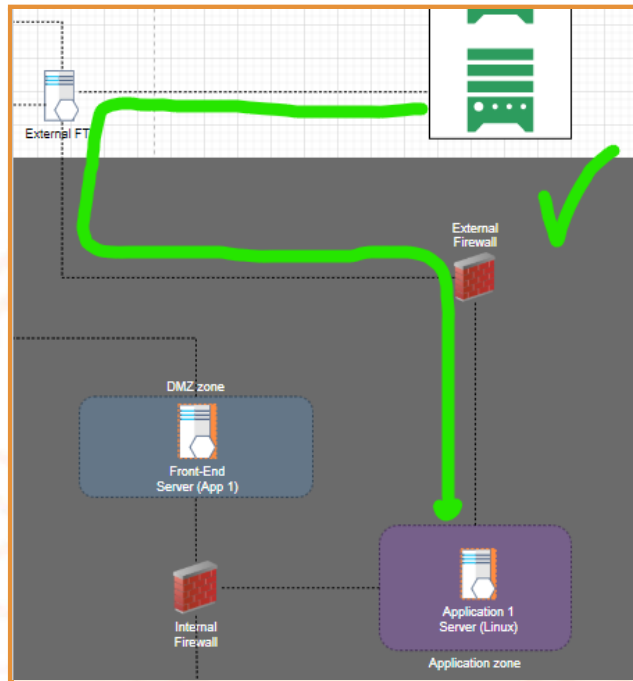 External FT
External
Firewall
DMZ zone
Front-End
Server (App 1)
Internal
Firewall
Application 1
Server (Linux)
Application zone